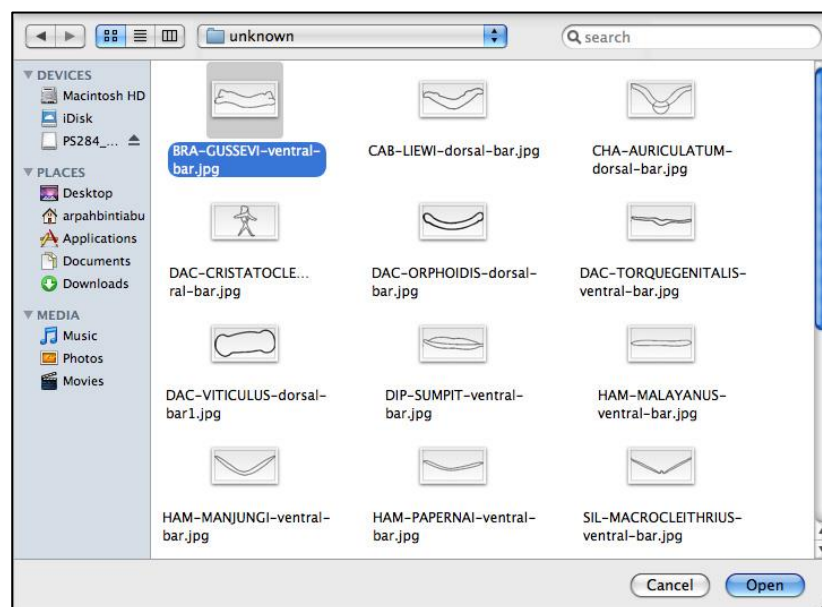 unknown
search
DEVICES
Macintosh HD
iDisk
PS284_...
PLACES
Desktop
arpahbintiabu
Applications
Documents
Downloads
MEDIA
Music
Photos
Movies
BRA-GUSSEVI-ventral-
bar.jpg
CAB-LIEWI-dorsal-bar.jpg
CHA-AURICULATUM-
dorsal-bar.jpg
DAC-CRISTATOCLE...
ral-bar.jpg
DAC-ORPHOIDIS-dorsal-
bar.jpg
DAC-TORQUEGENITALIS-
ventral-bar.jpg
DAC-VITICULUS-dorsal-
bar1.jpg
DIP-SUMPIT-ventral-
bar.jpg
HAM-MALAYANUS-
ventral-bar.jpg
HAM-MANJUNGI-ventral-
bar.jpg
HAM-PAPERNAI-ventral-
bar.jpg
SIL-MACROCLEITHRIUS-
ventral-bar.jpg
Cancel
Open